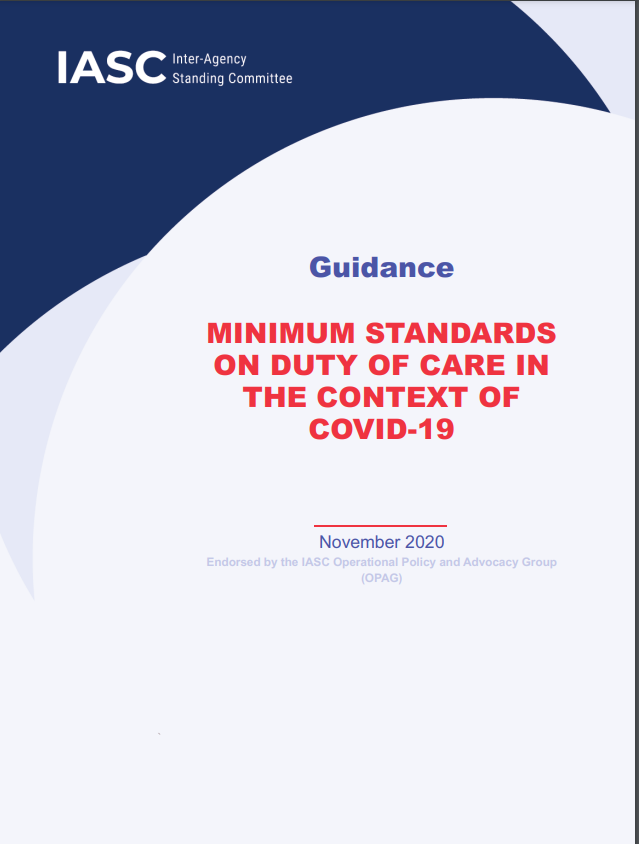 IASC
Inter-Agency
Standing Committee
Guidance
MINIMUM STANDARDS
ON DUTY OF CARE IN
THE CONTEXT OF
COVID-19
November 2020
Endorsed by the IASC Operational Policy and Advocacy Group
(OPAG)